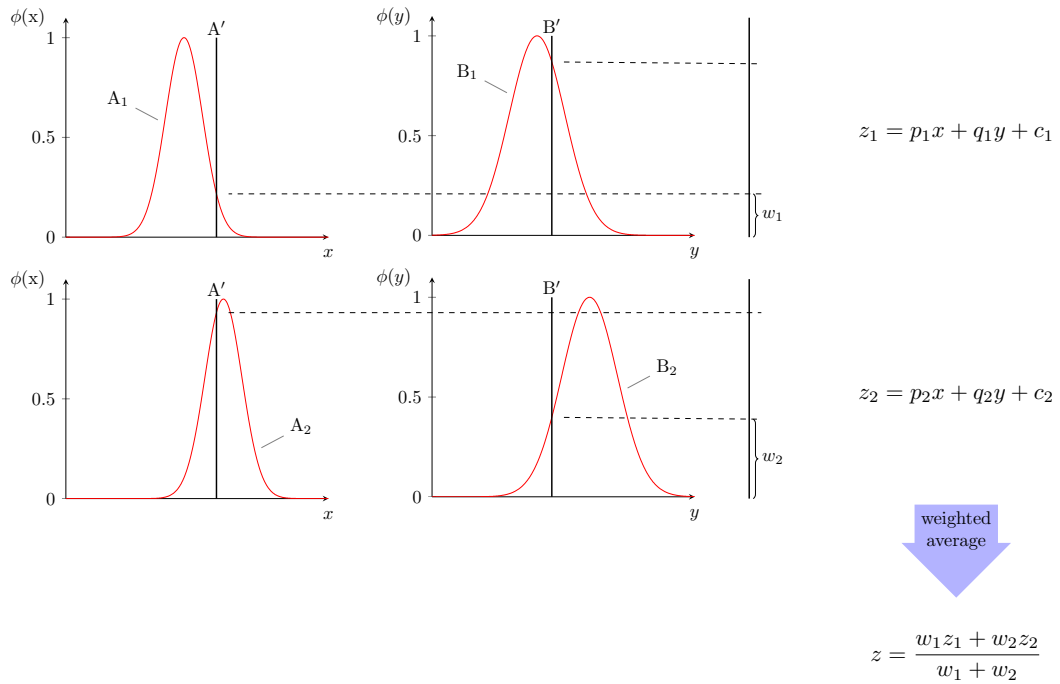 ϕ(x)
1
0.5
0
A₁
A′
x
ϕ(y)
1
0.5
0
B₁
B′
y
w₁
z₁ = p₁x + q₁y + c₁
ϕ(x)
1
0.5
0
A′
A₂
x
ϕ(y)
1
0.5
0
B′
B₂
y
w₂
z₂ = p₂x + q₂y + c₂
weighted
average
z = \frac{w₁z₁ + w₂z₂}{w₁ + w₂}